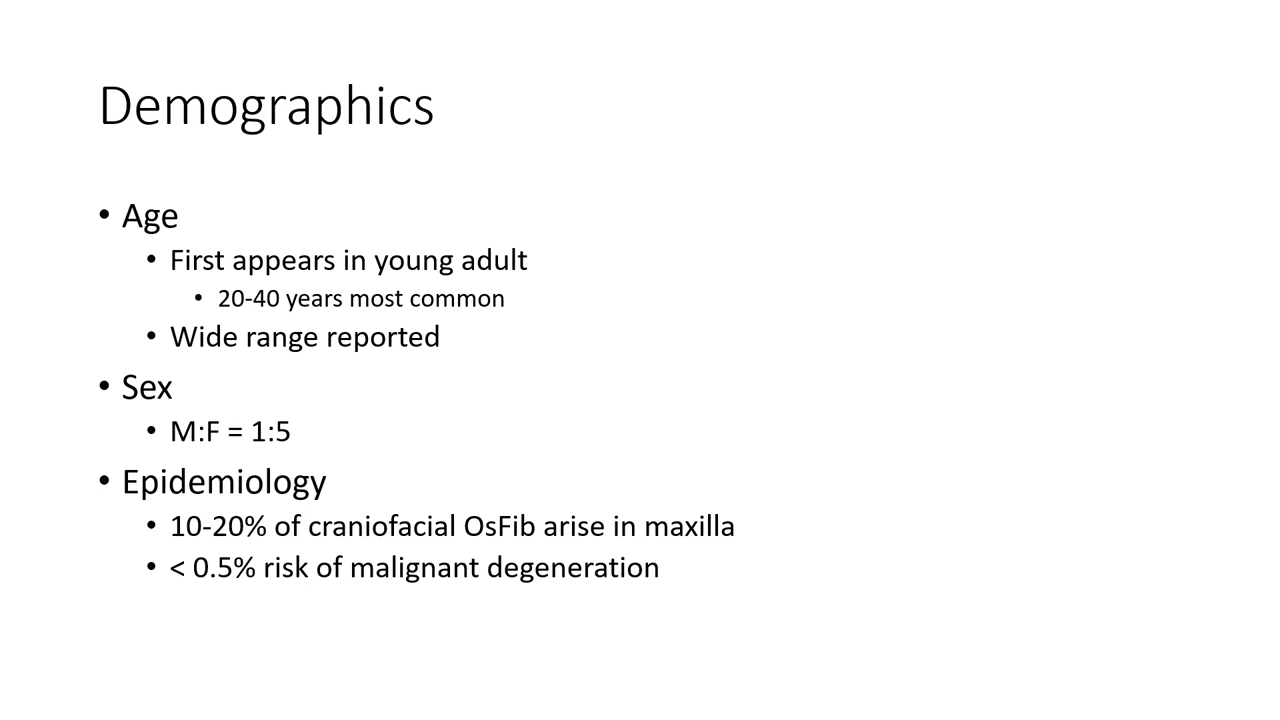 Demographics
• Age
• First appears in young adult
• 20-40 years most common
• Wide range reported
• Sex
• M:F = 1:5
• Epidemiology
• 10-20% of craniofacial OsFib arise in maxilla
• < 0.5% risk of malignant degeneration